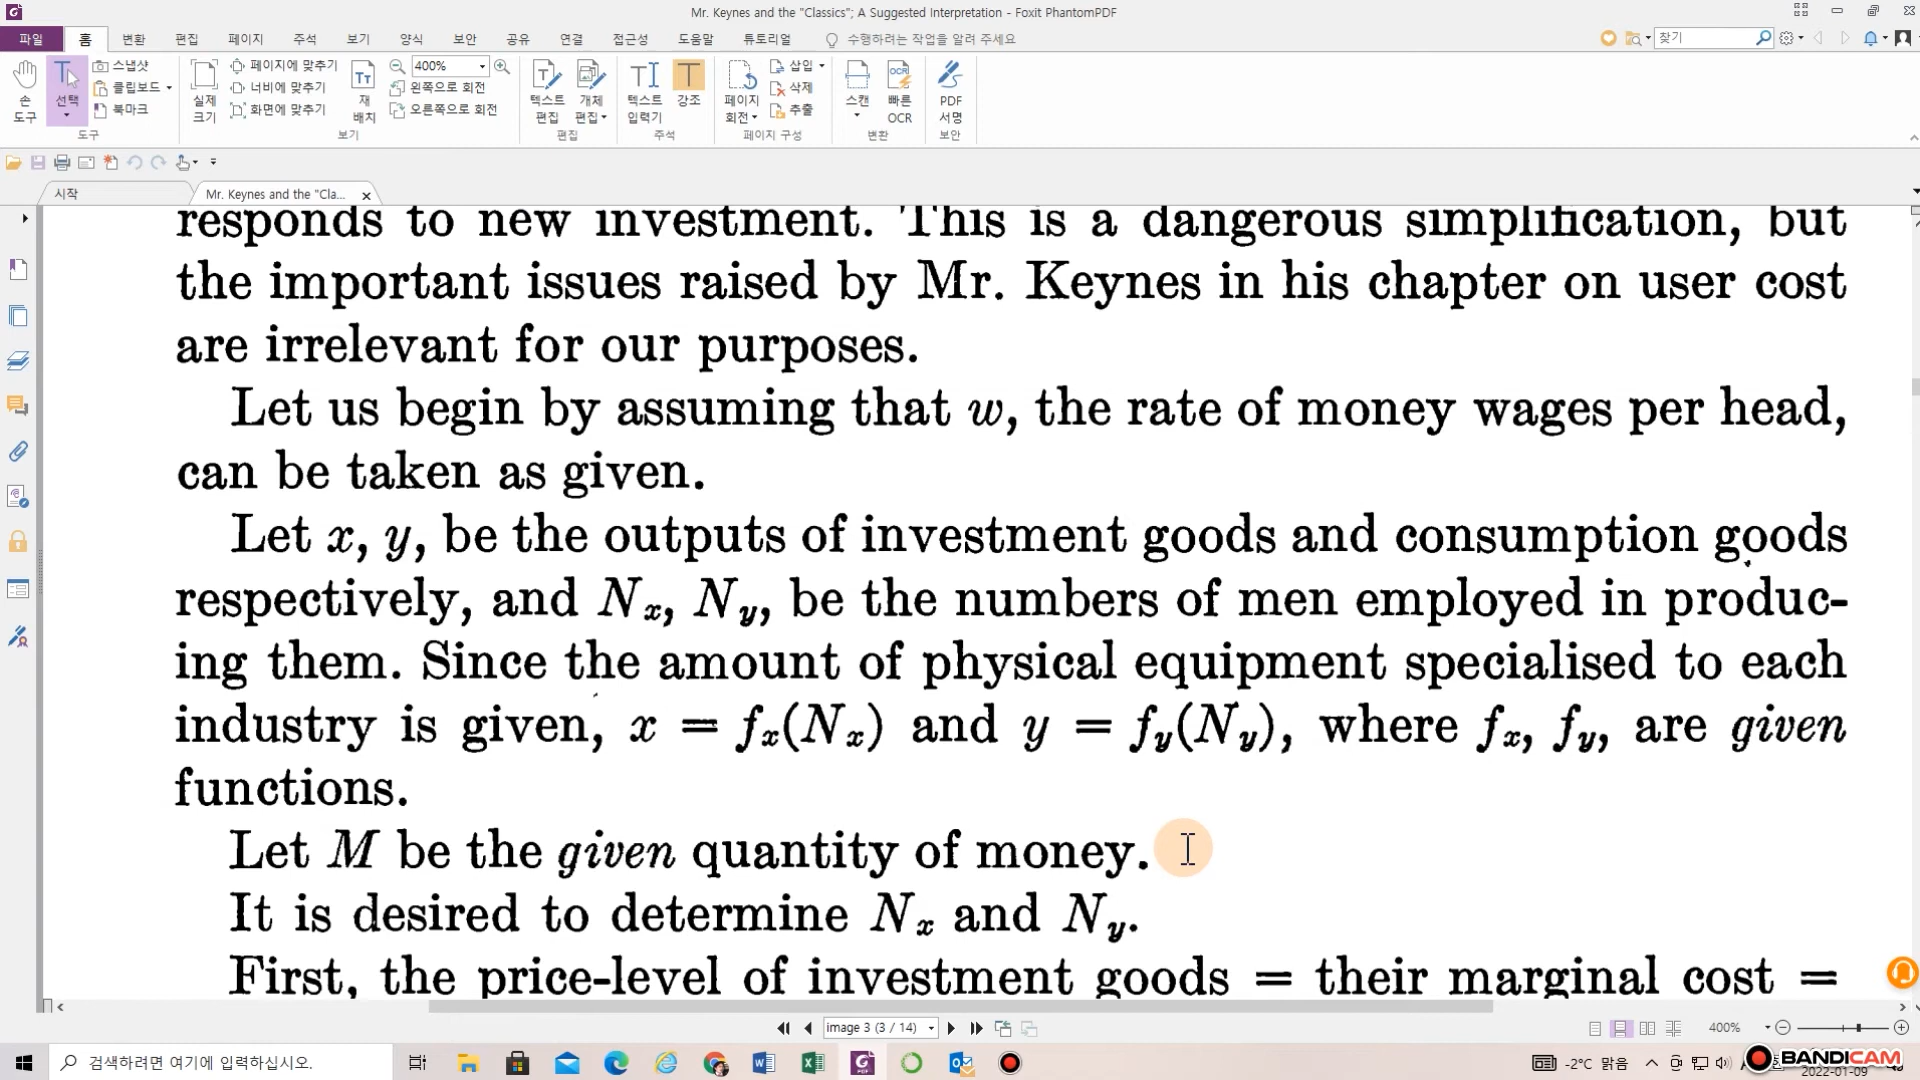 Mr. Keynes and the "Classics"; A Suggested Interpretation - Foxit PhantomPDF
파일 홈 변환 편집 페이지 주석 보기 양식 보안 공유 연결 접근성 도움말 튜토리얼 수행하려는 작업을 알려 주세요 찾기
손 도구
선택
스냅샷
클립보드
북마크
도구
실제 크기
페이지에 맞추기
너비에 맞추기
화면에 맞추기
재 배치
400%
왼쪽으로 회전
오른쪽으로 회전
보기
텍스트 편집
개체 편집
편집
텍스트 입력기
강조
주석
페이지 회전
삽입
삭제
추출
페이지 구성
스캔
빠른 OCR
변환
PDF 서명
보안
시작 Mr. Keynes and the "Cla...
responds to new investment. This is a dangerous simplification, but
the important issues raised by Mr. Keynes in his chapter on user cost
are irrelevant for our purposes.
Let us begin by assuming that w, the rate of money wages per head,
can be taken as given.
Let x, y, be the outputs of investment goods and consumption goods
respectively, and Nx, Ny, be the numbers of men employed in produc-
ing them. Since the amount of physical equipment specialised to each
industry is given, x = fx(Nx) and y = fy(Ny), where fx, fy, are given
functions.
Let M be the given quantity of money.
It is desired to determine Nx and Ny.
First, the price-level of investment goods = their marginal cost =
image 3 (3 / 14)
400%
검색하려면 여기에 입력하십시오.
-2°C 맑음
BANDICAM
2022-01-09